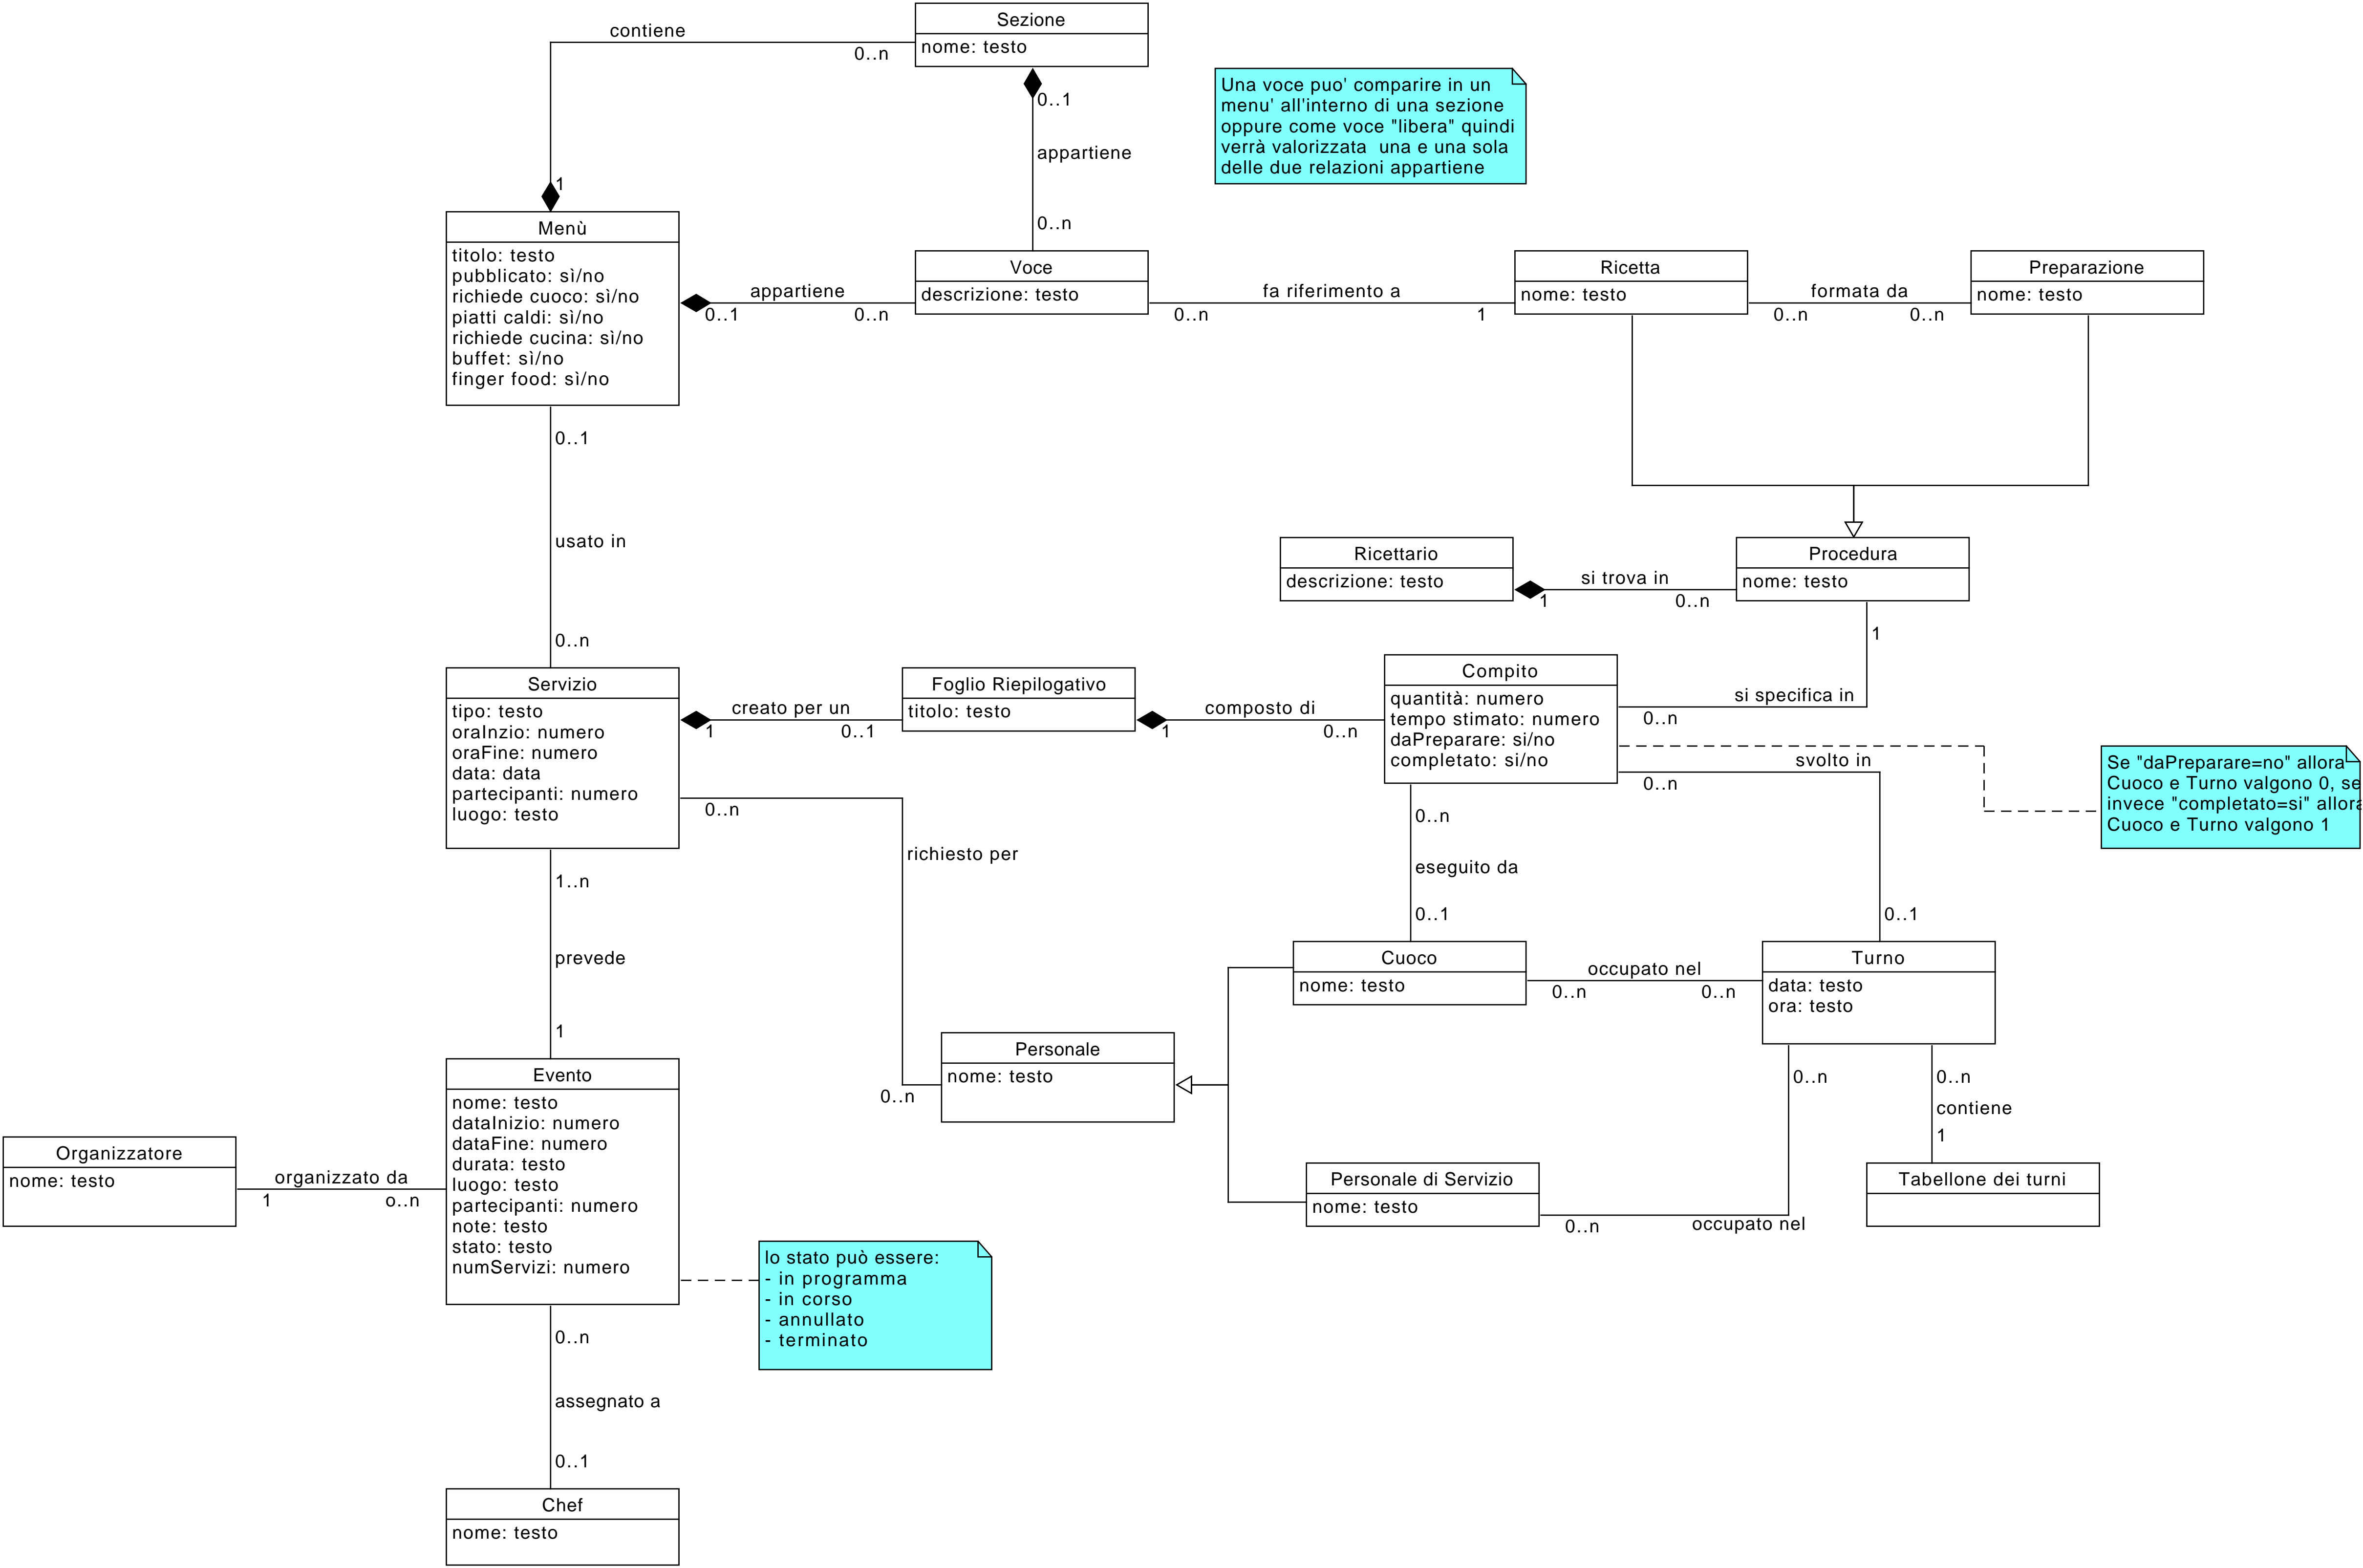 Sezione
nome: testo
contiene
0..n
1
0..1
appartiene
0..n
Una voce puo' comparire in un
menu' all'interno di una sezione
oppure come voce "libera" quindi
verrà valorizzata  una e una sola
delle due relazioni appartiene
Menù
titolo: testo
pubblicato: sì/no
richiede cuoco: sì/no
piatti caldi: sì/no
richiede cucina: sì/no
buffet: sì/no
finger food: sì/no
appartiene
0..1
0..n
Voce
descrizione: testo
fa riferimento a
0..n
1
Ricetta
nome: testo
formata da
0..n
0..n
Preparazione
nome: testo
0..1
usato in
0..n
Ricettario
descrizione: testo
si trova in
1
0..n
Procedura
nome: testo
1
si specifica in
0..n
Servizio
tipo: testo
oraInzio: numero
oraFine: numero
data: data
partecipanti: numero
luogo: testo
creato per un
1
0..1
Foglio Riepilogativo
titolo: testo
composto di
1
0..n
Compito
quantità: numero
tempo stimato: numero
daPreparare: si/no
completato: si/no
svolto in
0..n
0..1
Se "daPreparare=no" allora
Cuoco e Turno valgono 0, se
invece "completato=si" allora
Cuoco e Turno valgono 1
0..n
richiesto per
0..n
0..n
eseguito da
0..1
1..n
prevede
1
Cuoco
nome: testo
occupato nel
0..n
0..n
Turno
data: testo
ora: testo
Personale
nome: testo
0..n
0..n
contiene
1
Evento
nome: testo
dataInizio: numero
dataFine: numero
durata: testo
luogo: testo
partecipanti: numero
note: testo
stato: testo
numServizi: numero
Organizzatore
nome: testo
organizzato da
1
o..n
Personale di Servizio
nome: testo
0..n
occupato nel
Tabellone dei turni
lo stato può essere:
- in programma
- in corso
- annullato
- terminato
0..n
assegnato a
0..1
Chef
nome: testo